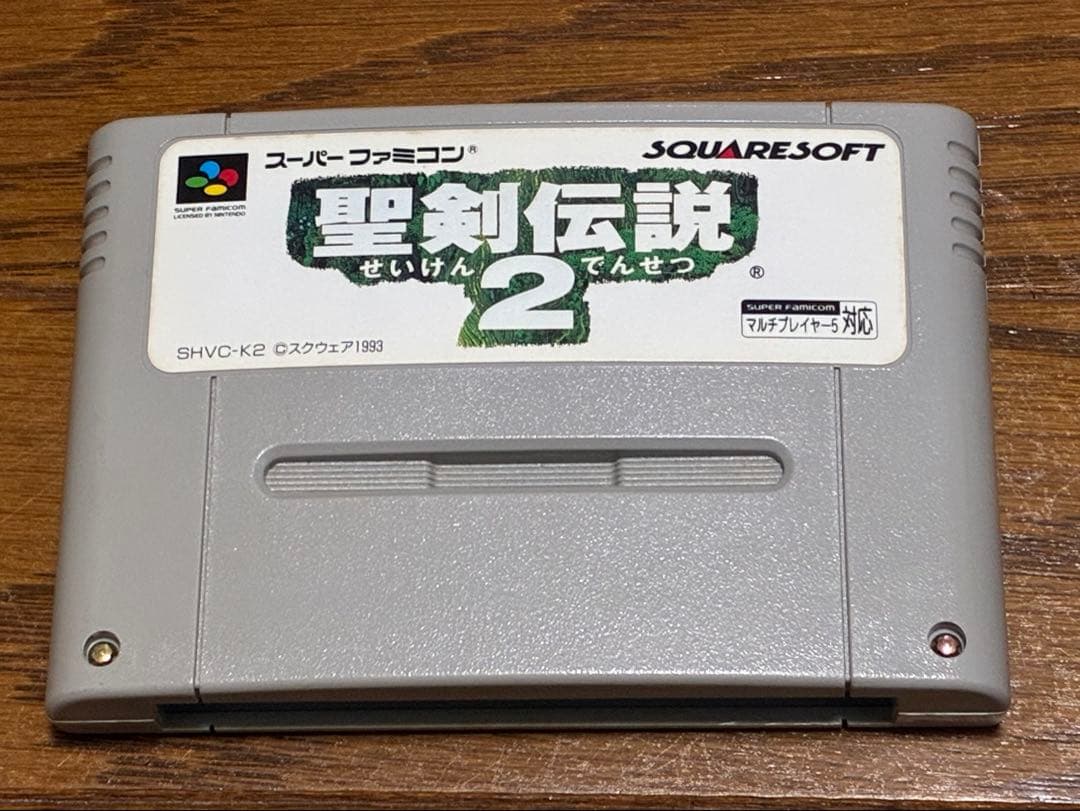 スーパーファミコン®
SQUARESOFT
SUPER FAMICOM
LICENSED BY NINTENDO
聖剣伝説
せいけん でんせつ
2
®
SUPER FAMICOM
マルチプレイヤー5 対応
SHVC-K2 ©スクウェア1993